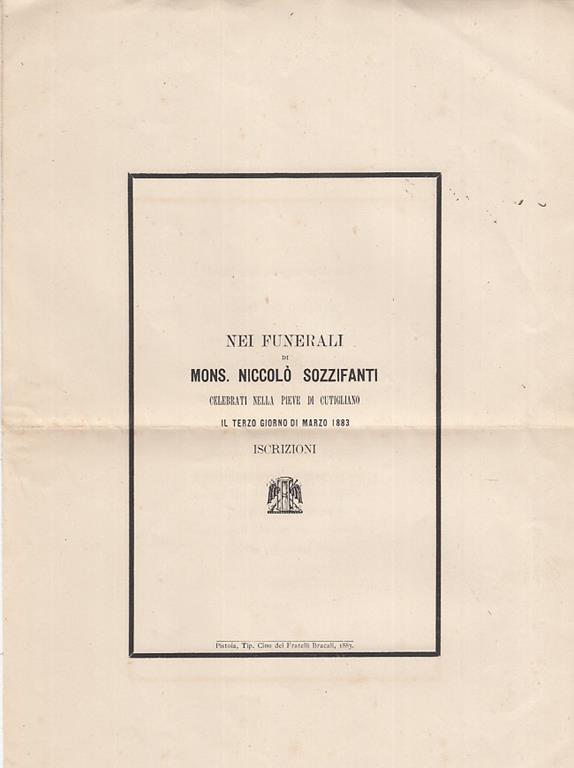 NEI FUNERALI
DI
MONS. NICCOLÒ SOZZIFANTI
CELEBRATI NELLA PIEVE DI CUTIGLIANO
IL TERZO GIORNO DI MARZO 1883
ISCRIZIONI
Pistoia, Tip. Cino dei Fratelli Bracali, 1883.